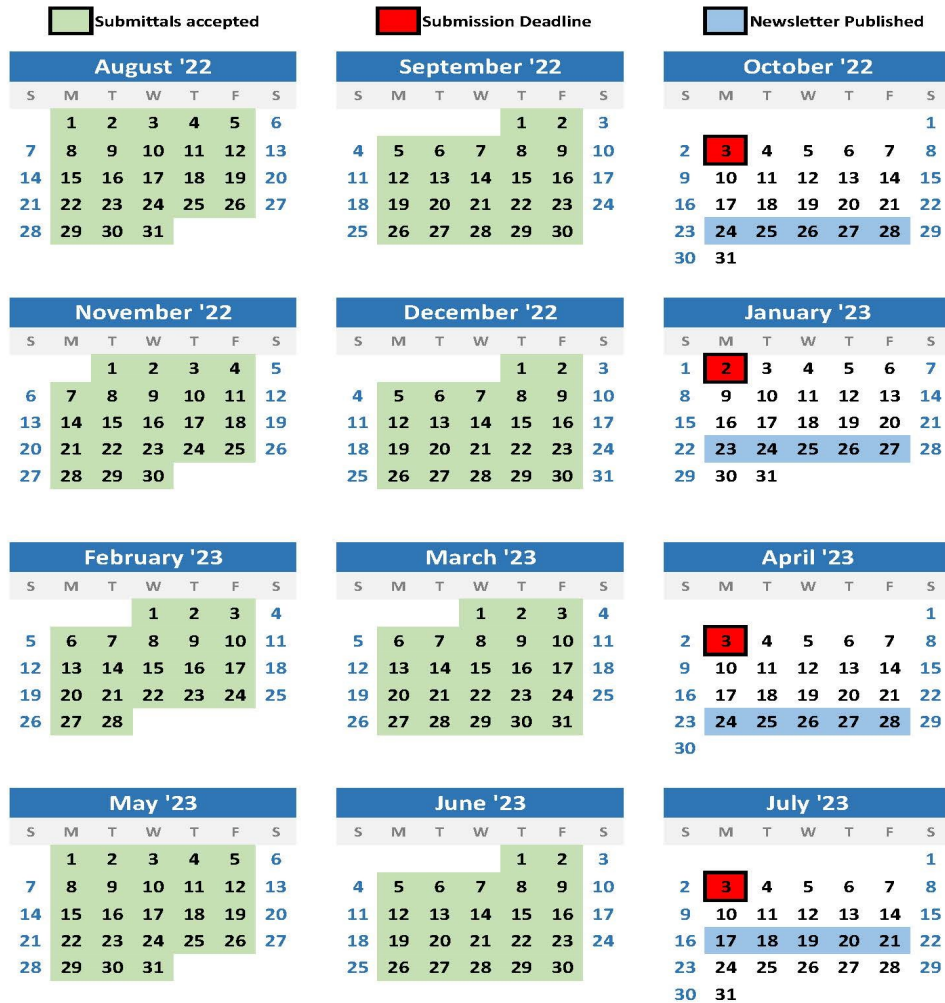 Submittals accepted Submission Deadline Newsletter Published
August '22 September '22 October '22
S M T W T F S S M T W T F S S M T W T F S
1 2 3 4 5 6 1 2 3 1
7 8 9 10 11 12 13 4 5 6 7 8 9 10 2 3 4 5 6 7 8
14 15 16 17 18 19 20 11 12 13 14 15 16 17 9 10 11 12 13 14 15
21 22 23 24 25 26 27 18 19 20 21 22 23 24 16 17 18 19 20 21 22
28 29 30 31 25 26 27 28 29 30 23 24 25 26 27 28 29
30 31
November '22 December '22 January '23
S M T W T F S S M T W T F S S M T W T F S
1 2 3 4 5 1 2 3 1 2 3 4 5 6 7
6 7 8 9 10 11 12 4 5 6 7 8 9 10 8 9 10 11 12 13 14
13 14 15 16 17 18 19 11 12 13 14 15 16 17 15 16 17 18 19 20 21
20 21 22 23 24 25 26 18 19 20 21 22 23 24 22 23 24 25 26 27 28
27 28 29 30 25 26 27 28 29 30 31 29 30 31
February '23 March '23 April '23
S M T W T F S S M T W T F S S M T W T F S
1 2 3 4 1 2 3 4 1
5 6 7 8 9 10 11 5 6 7 8 9 10 11 2 3 4 5 6 7 8
12 13 14 15 16 17 18 12 13 14 15 16 17 18 9 10 11 12 13 14 15
19 20 21 22 23 24 25 19 20 21 22 23 24 25 16 17 18 19 20 21 22
26 27 28 26 27 28 29 30 31 23 24 25 26 27 28 29
30
May '23 June '23 July '23
S M T W T F S S M T W T F S S M T W T F S
1 2 3 4 5 6 1 2 3 1
7 8 9 10 11 12 13 4 5 6 7 8 9 10 2 3 4 5 6 7 8
14 15 16 17 18 19 20 11 12 13 14 15 16 17 9 10 11 12 13 14 15
21 22 23 24 25 26 27 18 19 20 21 22 23 24 16 17 18 19 20 21 22
28 29 30 31 25 26 27 28 29 30 23 24 25 26 27 28 29
30 31